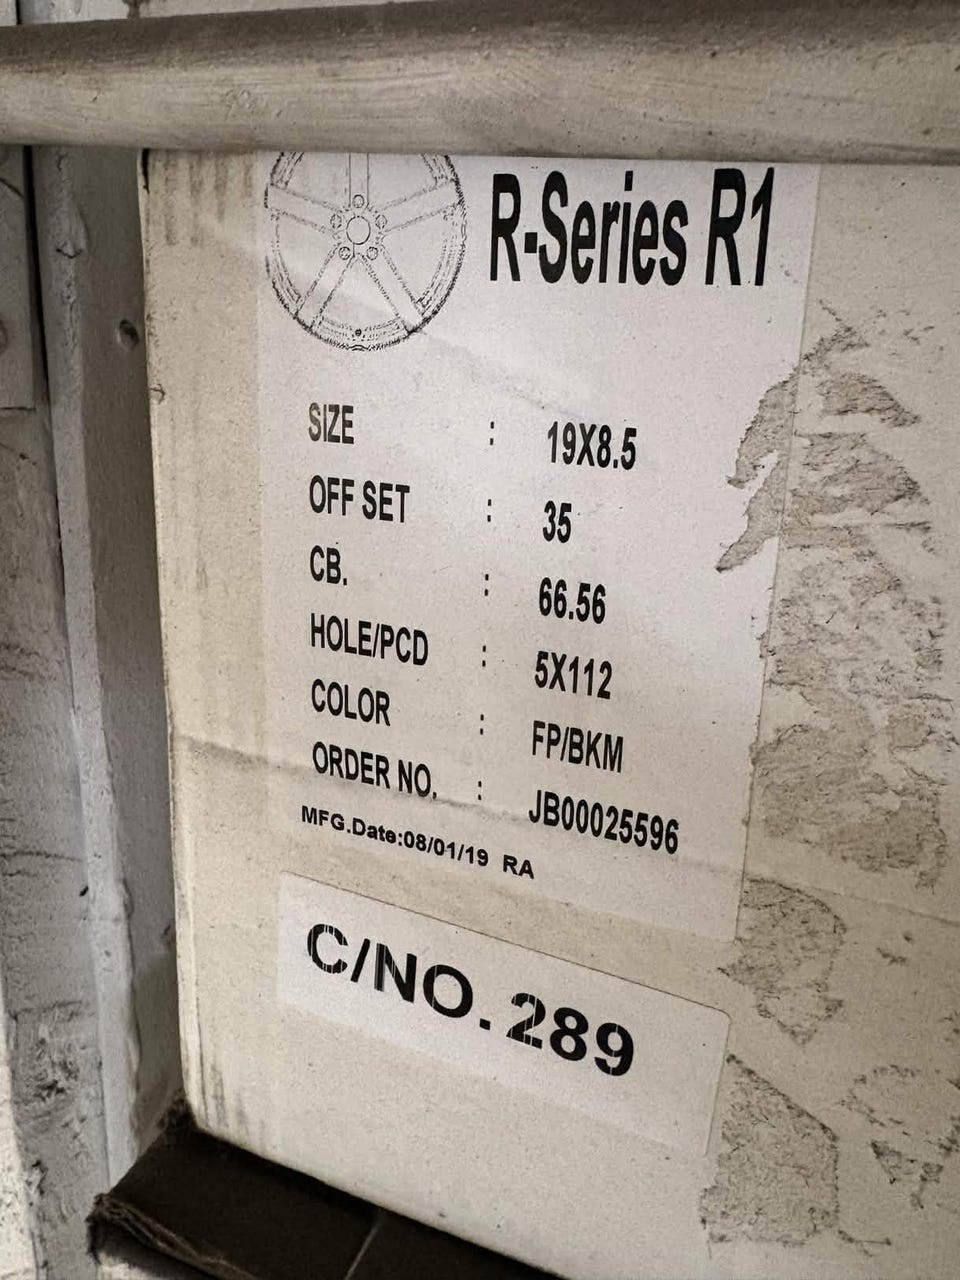 R-Series R1
SIZE : 19X8.5
OFF SET : 35
CB. : 66.56
HOLE/PCD : 5X112
COLOR : FP/BKM
ORDER NO. : JB00025596
MFG.Date:08/01/19 RA
C/NO. 289